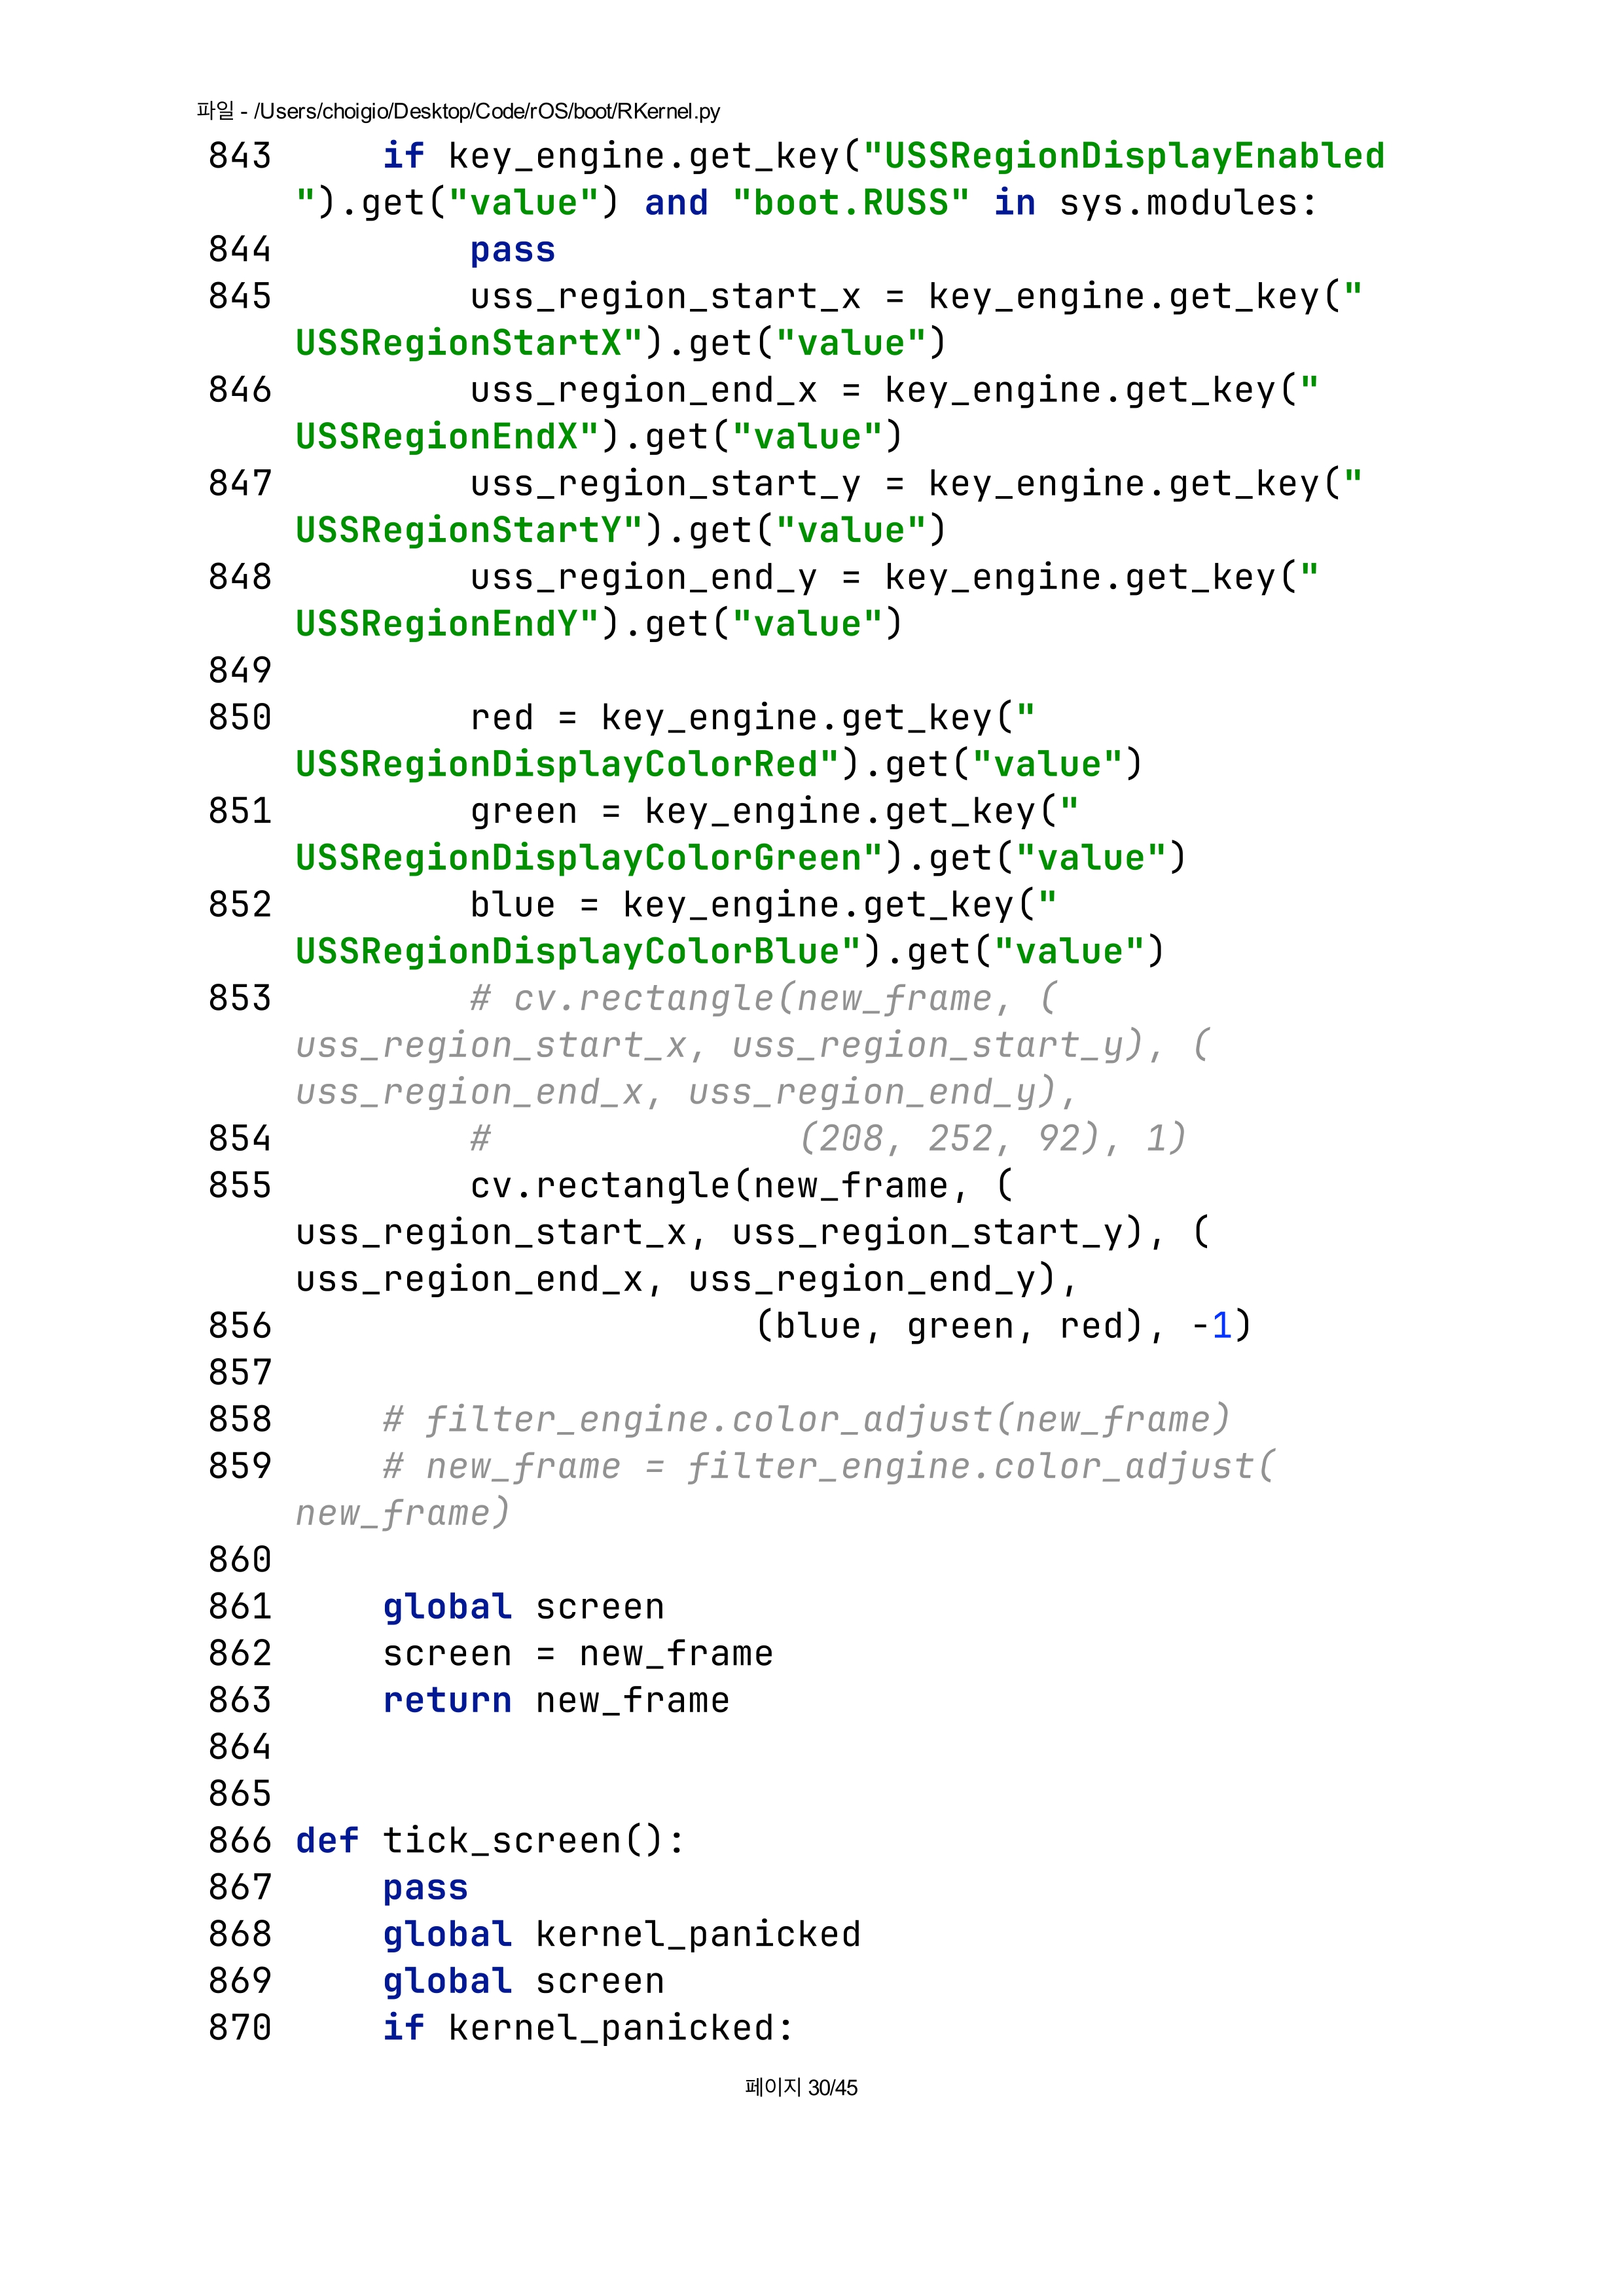 파일 - /Users/choigio/Desktop/Code/rOS/boot/RKernel.py
843     if key_engine.get_key("USSRegionDisplayEnabled
    ").get("value") and "boot.RUSS" in sys.modules:
844         pass
845         uss_region_start_x = key_engine.get_key("
    USSRegionStartX").get("value")
846         uss_region_end_x = key_engine.get_key("
    USSRegionEndX").get("value")
847         uss_region_start_y = key_engine.get_key("
    USSRegionStartY").get("value")
848         uss_region_end_y = key_engine.get_key("
    USSRegionEndY").get("value")
849
850         red = key_engine.get_key("
    USSRegionDisplayColorRed").get("value")
851         green = key_engine.get_key("
    USSRegionDisplayColorGreen").get("value")
852         blue = key_engine.get_key("
    USSRegionDisplayColorBlue").get("value")
853         # cv.rectangle(new_frame, (
    uss_region_start_x, uss_region_start_y), (
    uss_region_end_x, uss_region_end_y),
854         #              (208, 252, 92), 1)
855         cv.rectangle(new_frame, (
    uss_region_start_x, uss_region_start_y), (
    uss_region_end_x, uss_region_end_y),
856                      (blue, green, red), -1)
857
858     # filter_engine.color_adjust(new_frame)
859     # new_frame = filter_engine.color_adjust(
    new_frame)
860
861     global screen
862     screen = new_frame
863     return new_frame
864
865
866 def tick_screen():
867     pass
868     global kernel_panicked
869     global screen
870     if kernel_panicked:
페이지 30/45